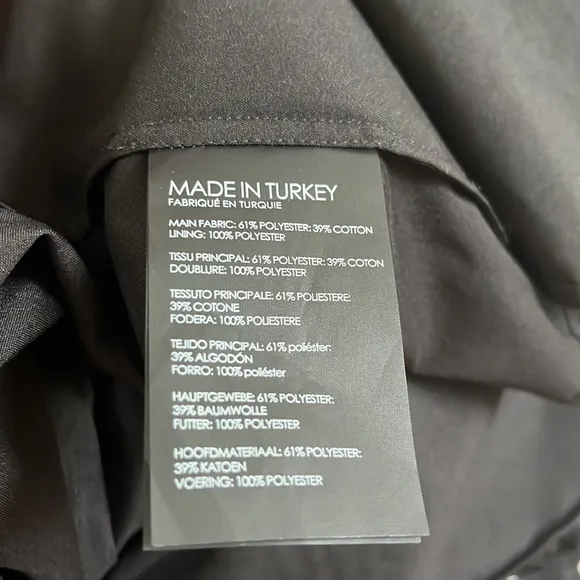 MADE IN TURKEY
FABRIQUÉ EN TURQUIE
MAIN FABRIC: 61% POLYESTER: 39% COTTON
LINING: 100% POLYESTER
TISSU PRINCIPAL: 61% POLYESTER: 39% COTON
DOUBLURE: 100% POLYESTER
TESSUTO PRINCIPALE: 61% POLIESTERE:
39% COTONE
FODERA: 100% POLIESTERE
TEJIDO PRINCIPAL: 61% poliéster:
39% ALGODÓN
FORRO: 100% poliéster
HAUPTGEWEBE: 61% POLYESTER:
39% BAUMWOLLE
FUTTER: 100% POLYESTER
HOOFDMATERIAAL: 61% POLYESTER:
39% KATOEN
VOERING: 100% POLYESTER